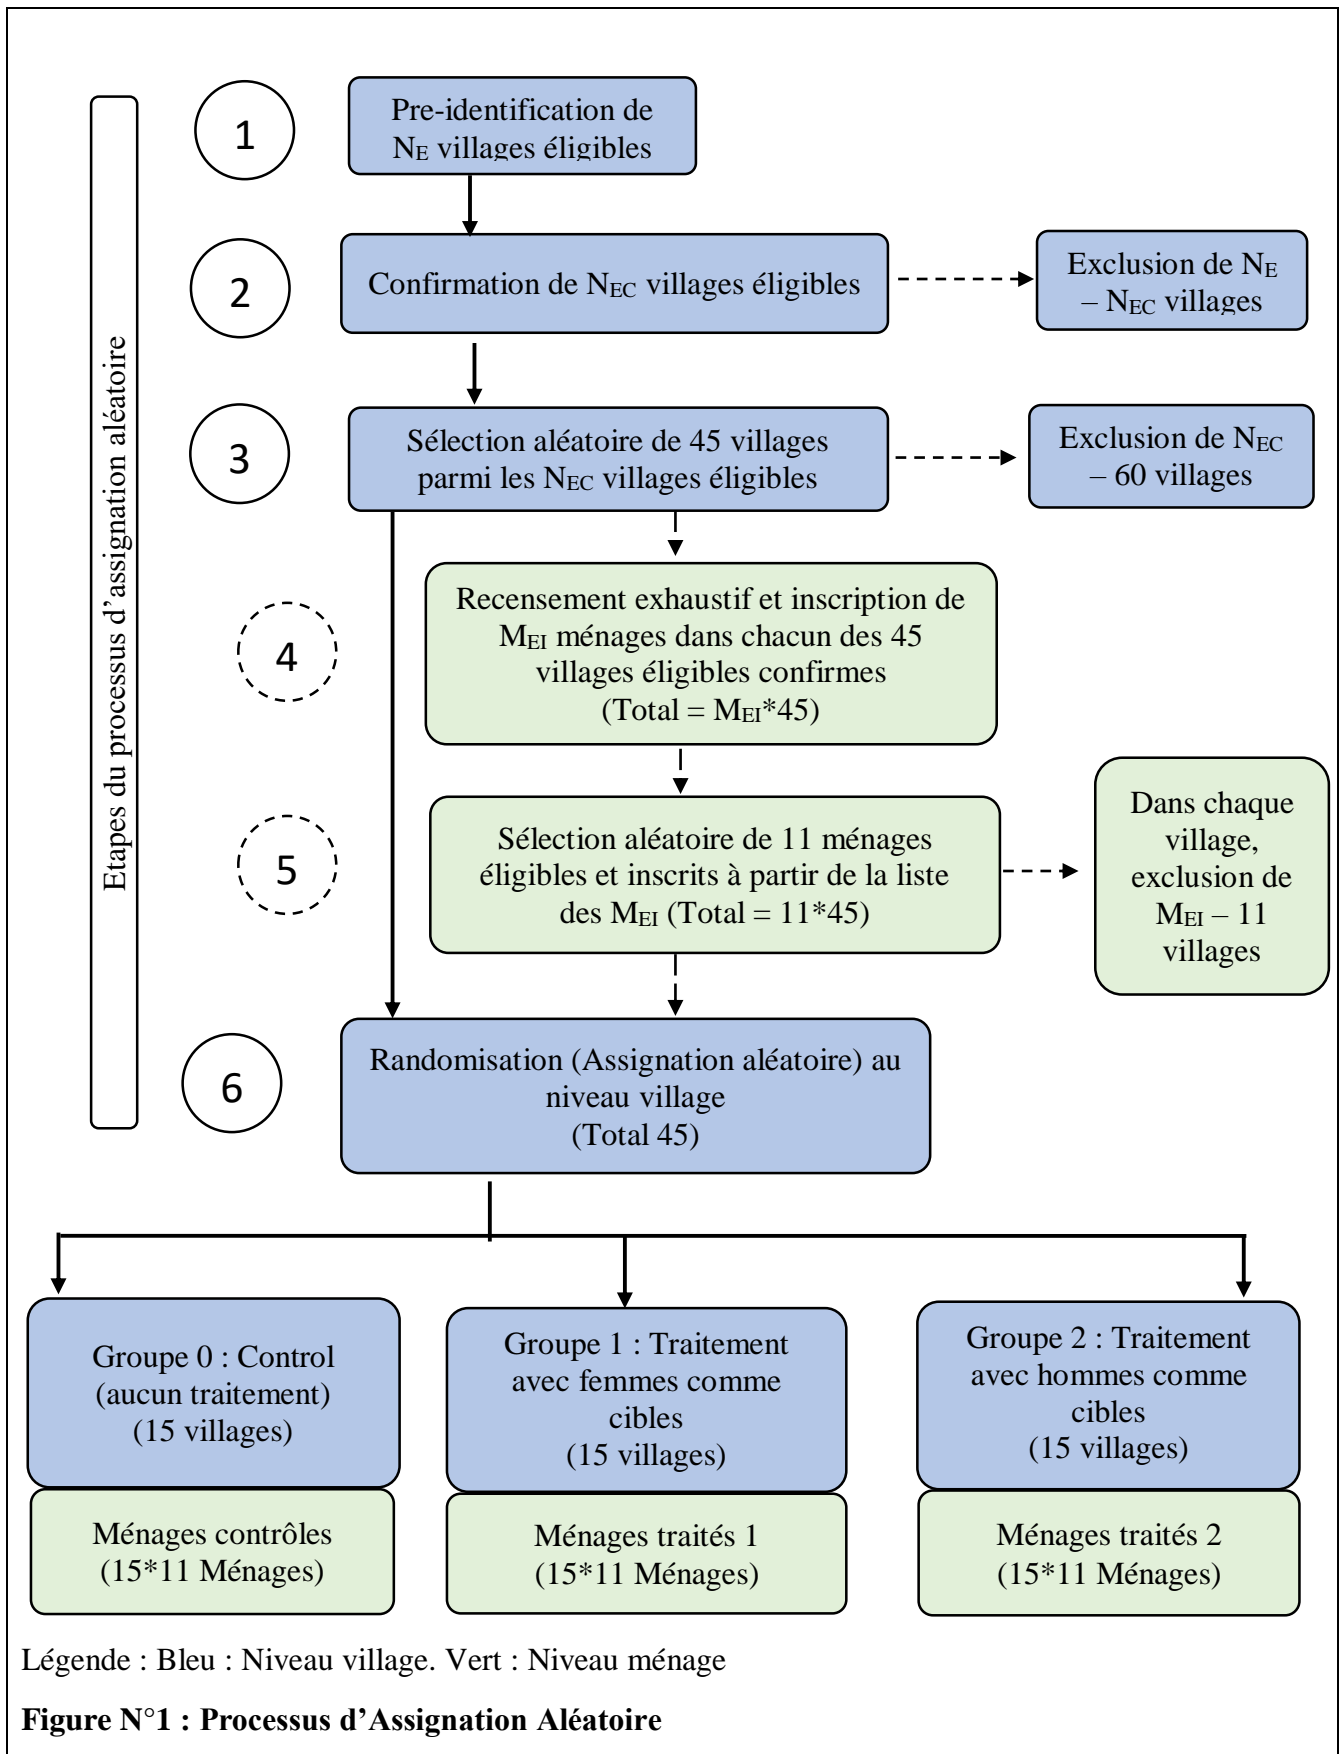 Etapes du processus d'assignation aléatoire
1
Pre-identification de
NE villages éligibles
2
Confirmation de NEC villages éligibles
Exclusion de NE
– NEC villages
3
Sélection aléatoire de 45 villages
parmi les NEC villages éligibles
Exclusion de NEC
– 60 villages
4
Recensement exhaustif et inscription de
MEI ménages dans chacun des 45
villages éligibles confirmes
(Total = MEI*45)
5
Sélection aléatoire de 11 ménages
éligibles et inscrits à partir de la liste
des MEI (Total = 11*45)
Dans chaque
village,
exclusion de
MEI – 11
villages
6
Randomisation (Assignation aléatoire) au
niveau village
(Total 45)
Groupe 0 : Control
(aucun traitement)
(15 villages)
Ménages contrôles
(15*11 Ménages)
Groupe 1 : Traitement
avec femmes comme
cibles
(15 villages)
Ménages traités 1
(15*11 Ménages)
Groupe 2 : Traitement
avec hommes comme
cibles
(15 villages)
Ménages traités 2
(15*11 Ménages)
Légende : Bleu : Niveau village. Vert : Niveau ménage
Figure N°1 : Processus d'Assignation Aléatoire